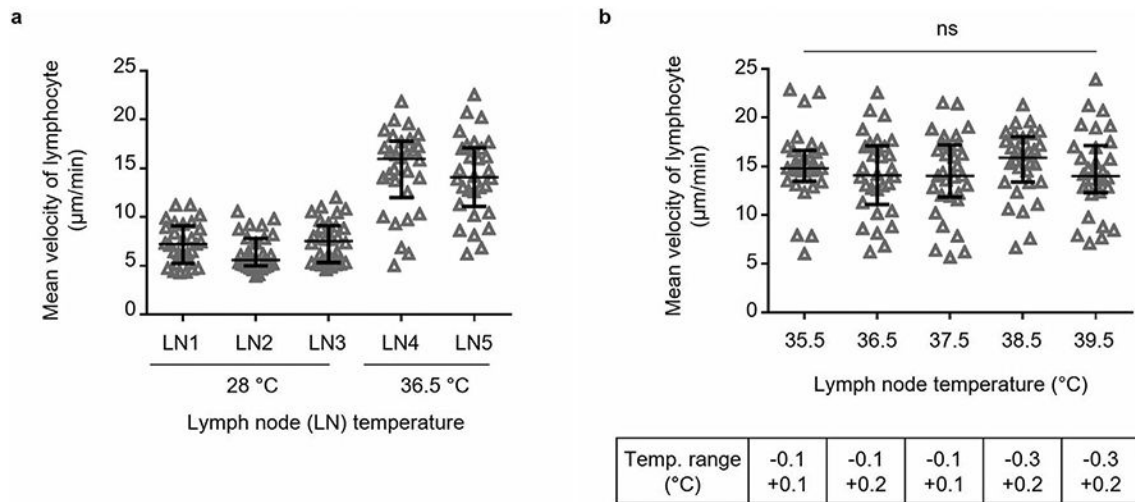 a
Mean velocity of lymphocyte
(µm/min)
25
20
15
10
5
0
LN1 LN2 LN3 LN4 LN5
28 °C 36.5 °C
Lymph node (LN) temperature
b
ns
Mean velocity of lymphocyte
(µm/min)
25
20
15
10
5
0
35.5 36.5 37.5 38.5 39.5
Lymph node temperature (°C)
Temp. range -0.1 -0.1 -0.1 -0.3 -0.3
(°C) +0.1 +0.2 +0.1 +0.2 +0.2